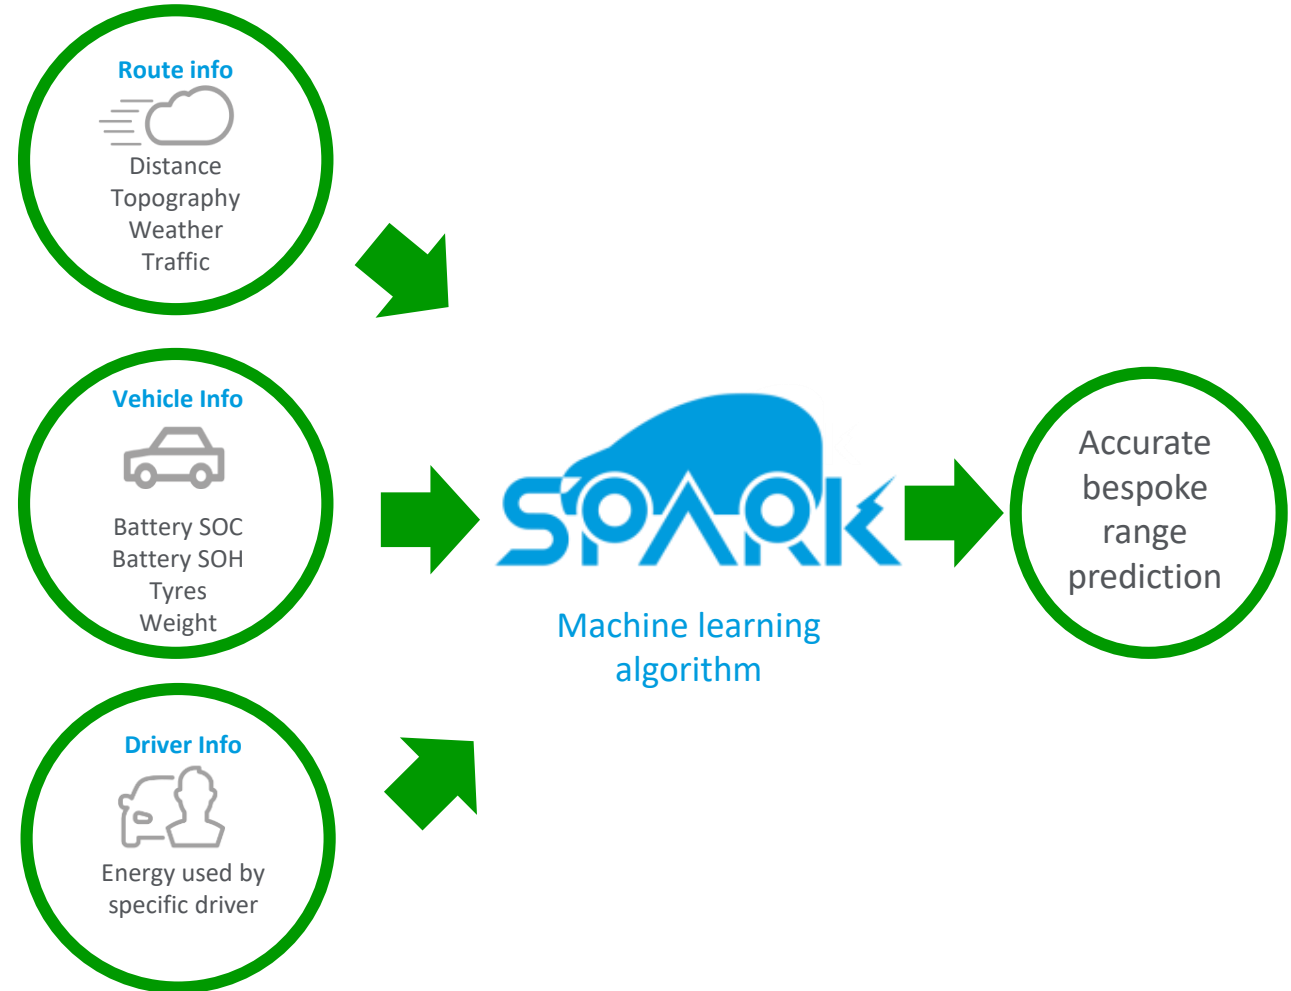 Route info
Distance
Topography
Weather
Traffic
Vehicle Info
Battery SOC
Battery SOH
Tyres
Weight
Driver Info
Energy used by
specific driver
SPARK
Machine learning
algorithm
Accurate
bespoke
range
prediction